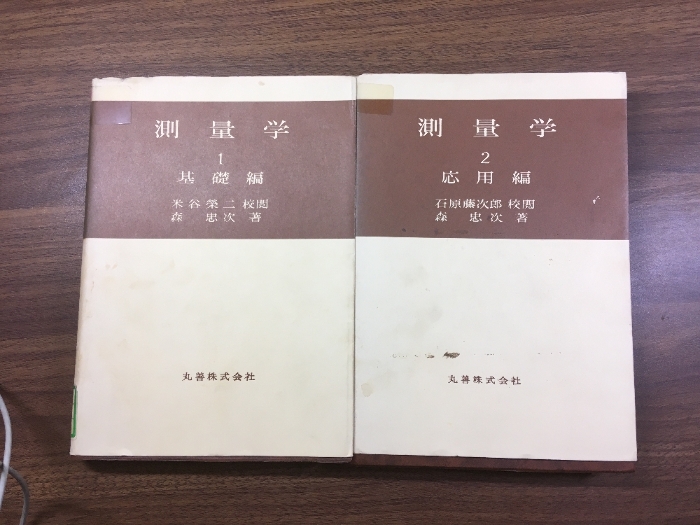 測量学
1
基礎編
米谷榮二校閲
森忠次著
丸善株式会社
測量学
2
応用編
石原藤次郎校閲
森忠次著
丸善株式会社